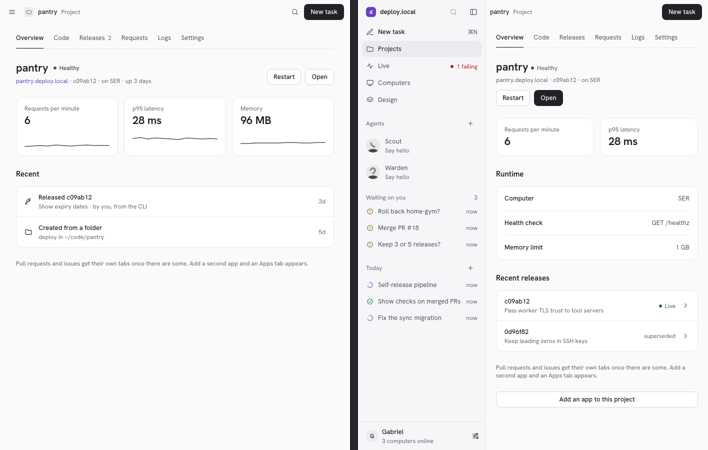 pantry Project
New task
Overview Code Releases 2 Requests Logs Settings
pantry Healthy
pantry.deploy.local · c09ab12 · on SER · up 3 days
Restart Open
Requests per minute
6
p95 latency
28 ms
Memory
96 MB
Recent
Released c09ab12
Show expiry dates · by you, from the CLI
3d
Created from a folder
deploy in ~/code/pantry
5d
Pull requests and issues get their own tabs once there are some. Add a second app and an Apps tab appears.
d deploy.local
New task ⌘N
Projects
Live 1 failing
Computers
Design
Agents +
Scout
Say hello
Warden
Say hello
Waiting on you 3
Roll back home-gym? now
Merge PR #18 now
Keep 3 or 5 releases? now
Today +
Self-release pipeline now
Show checks on merged PRs now
Fix the sync migration now
G Gabriel
3 computers online
pantry Project
New task
Overview Code Releases Requests Logs Settings
pantry Healthy
pantry.deploy.local · c09ab12 · on SER
Restart Open
Requests per minute
6
p95 latency
28 ms
Runtime
Computer SER
Health check GET /healthz
Memory limit 1 GB
Recent releases
c09ab12
Pass worker TLS trust to tool servers
Live
0d96f82
Keep leading zeros in SSH keys
superseded
Pull requests and issues get their own tabs once there are some. Add a
second app and an Apps tab appears.
Add an app to this project